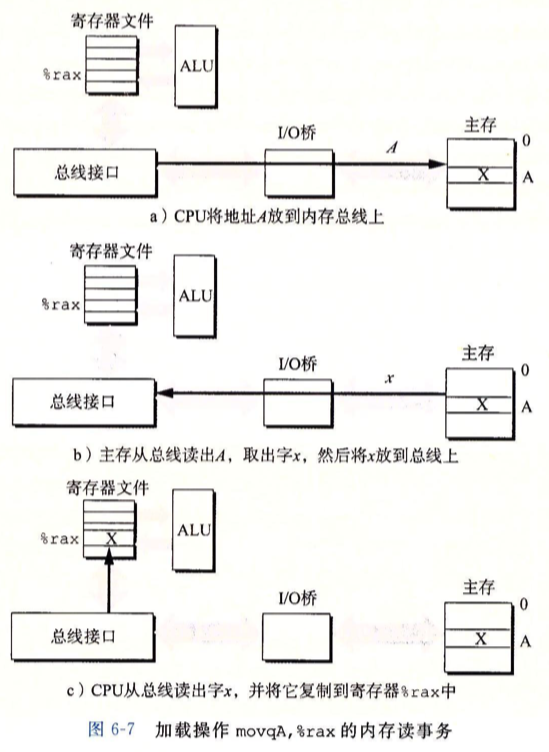 寄存器文件
%rax
ALU
I/O桥
主存
0
A
X
A
总线接口
a）CPU将地址A放到内存总线上
寄存器文件
%rax
ALU
I/O桥
主存
0
x
X
A
总线接口
b）主存从总线读出A，取出字x，然后将x放到总线上
寄存器文件
%rax
X
ALU
I/O桥
主存
0
X
A
总线接口
c）CPU从总线读出字x，并将它复制到寄存器%rax中
图 6-7 加载操作 movqA,%rax 的内存读事务